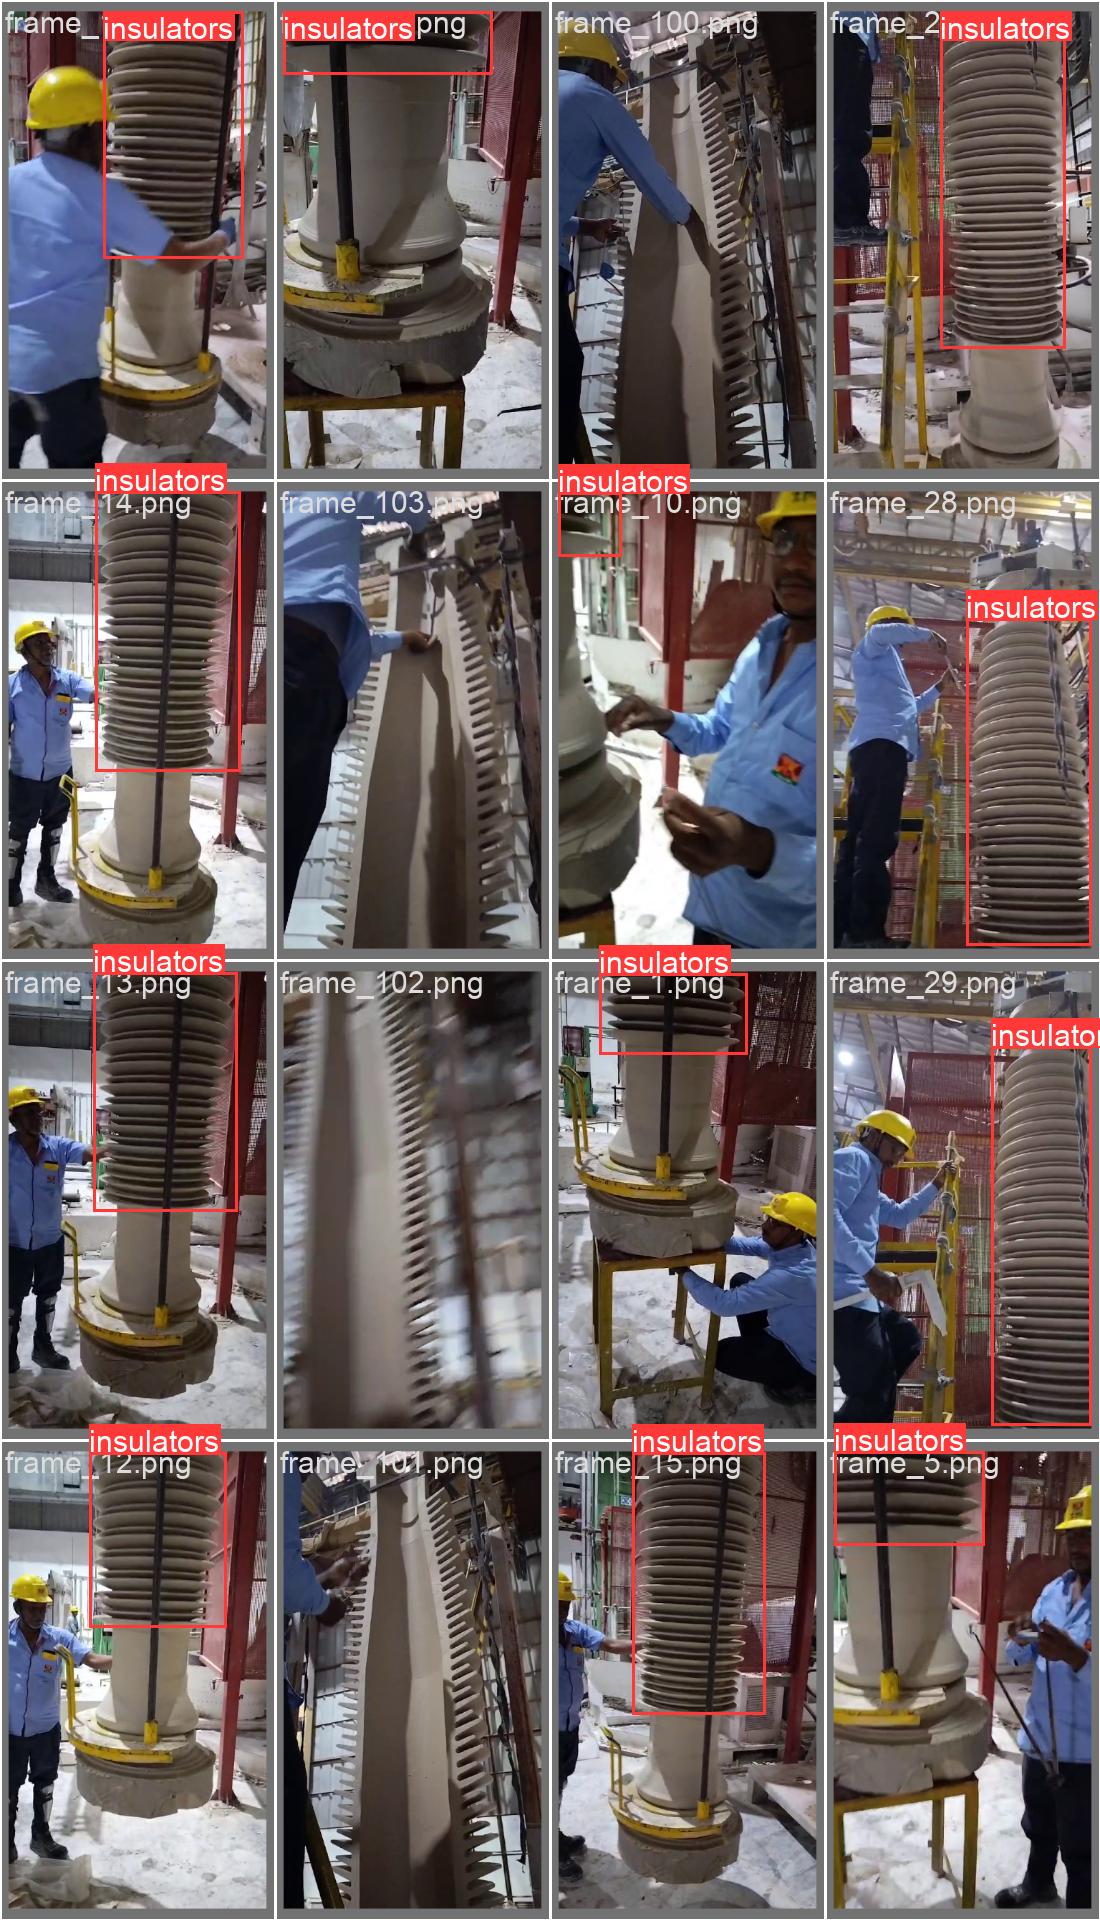 frame_
insulators
insulators
png
frame_100.png
frame_2
insulators
insulators
frame_14.png
frame_103.png
insulators
frame_10.png
frame_28.png
insulators
insulators
frame_13.png
frame_102.png
insulators
frame_1.png
frame_29.png
insulator
insulators
frame_12.png
frame_101.png
insulators
frame_15.png
insulators
frame_5.png